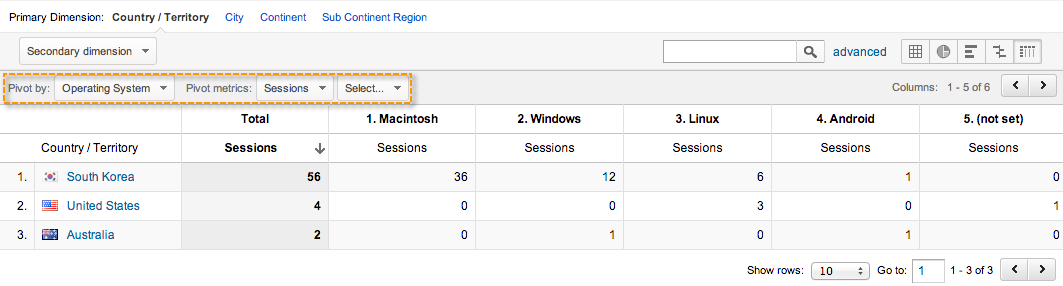 Primary Dimension: Country / Territory City Continent Sub Continent Region
Secondary dimension advanced
Pivot by: Operating System Pivot metrics: Sessions Select... Columns: 1 - 5 of 6
Total 1. Macintosh 2. Windows 3. Linux 4. Android 5. (not set)
Country / Territory Sessions Sessions Sessions Sessions Sessions Sessions
1. South Korea 56 36 12 6 1 0
2. United States 4 0 0 3 0 1
3. Australia 2 0 1 0 1 0
Show rows: 10 Go to: 1 1 - 3 of 3